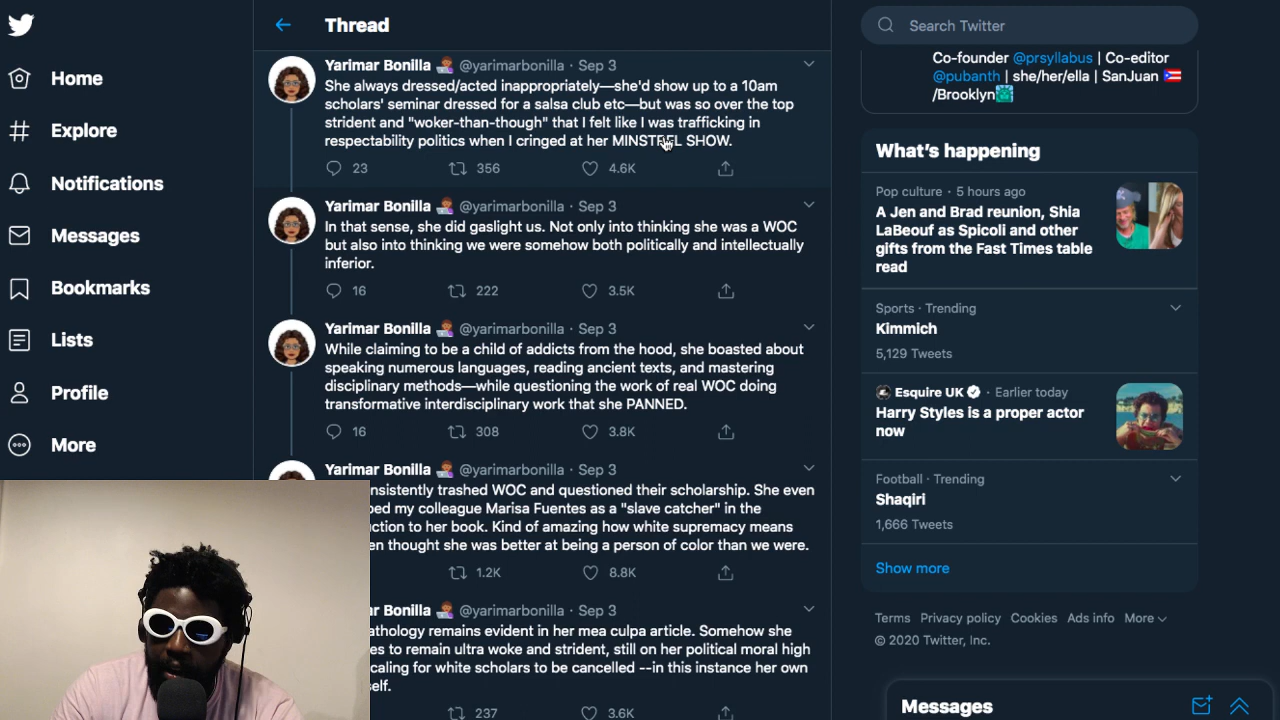 Thread
Home
Explore
Notifications
Messages
Bookmarks
Lists
Profile
More
Yarimar Bonilla @yarimarbonilla · Sep 3
She always dressed/acted inappropriately—she'd show up to a 10am
scholars' seminar dressed for a salsa club etc—but was so over the top
strident and "woker-than-though" that I felt like I was trafficking in
respectability politics when I cringed at her MINSTREL SHOW.
23 356 4.6K
Yarimar Bonilla @yarimarbonilla · Sep 3
In that sense, she did gaslight us. Not only into thinking she was a WOC
but also into thinking we were somehow both politically and intellectually
inferior.
16 222 3.5K
Yarimar Bonilla @yarimarbonilla · Sep 3
While claiming to be a child of addicts from the hood, she boasted about
speaking numerous languages, reading ancient texts, and mastering
disciplinary methods—while questioning the work of real WOC doing
transformative interdisciplinary work that she PANNED.
16 308 3.8K
Yarimar Bonilla @yarimarbonilla · Sep 3
nsistently trashed WOC and questioned their scholarship. She even
ped my colleague Marisa Fuentes as a "slave catcher" in the
uction to her book. Kind of amazing how white supremacy means
en thought she was better at being a person of color than we were.
1.2K 8.8K
ar Bonilla @yarimarbonilla · Sep 3
athology remains evident in her mea culpa article. Somehow she
es to remain ultra woke and strident, still on her political moral high
caling for white scholars to be cancelled --in this instance her own
self.
237 3.6K
Search Twitter
Co-founder @prsyllabus | Co-editor
@pubanth | she/her/ella | SanJuan
/Brooklyn
What's happening
Pop culture · 5 hours ago
A Jen and Brad reunion, Shia
LaBeouf as Spicoli and other
gifts from the Fast Times table
read
Sports · Trending
Kimmich
5,129 Tweets
Esquire UK · Earlier today
Harry Styles is a proper actor
now
Football · Trending
Shaqiri
1,666 Tweets
Show more
Terms Privacy policy Cookies Ads info More
© 2020 Twitter, Inc.
Messages